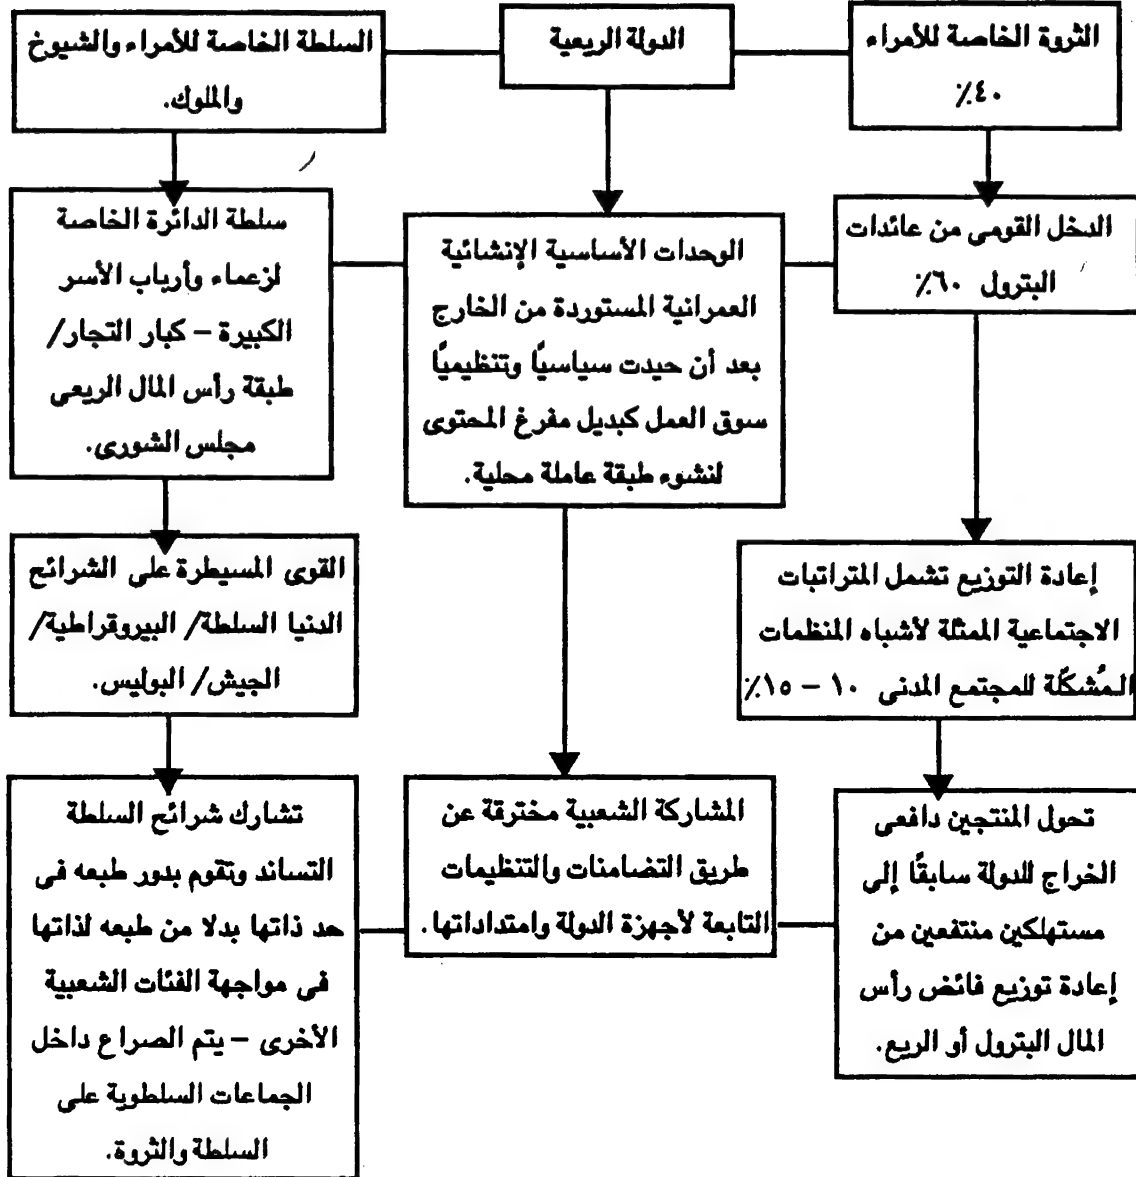 الثروة الخاصة للأمراء
٤٠٪
الدولة الريعية
السلطة الخاصة للأمراء والشيوخ
والملوك.
الدخل القومى من عائدات
البترول ٦٠٪
الوحدات الأساسية الإنشائية
العمرانية المستوردة من الخارج
بعد أن حيدت سياسيًا وتنظيميًا
سوق العمل كبديل مفرغ المحتوى
لنشوء طبقة عاملة محلية.
سلطة الدائرة الخاصة
لزعماء وأرباب الأسر
الكبيرة – كبار التجار/
طبقة رأس المال الريعى
مجلس الشورى.
إعادة التوزيع تشمل المتراتبات
الاجتماعية الممثلة لأشباه المنظمات
المُشكّلة للمجتمع المدنى ١٠ – ١٥٪
القوى المسيطرة على الشرائح
الدنيا السلطة/ البيروقراطية/
الجيش/ البوليس.
تحول المنتجين دافعى
الخراج للدولة سابقًا إلى
مستهلكين منتفعين من
إعادة توزيع فائض رأس
المال البترول أو الريع.
المشاركة الشعبية مخترقة عن
طريق التضامنات والتنظيمات
التابعة لأجهزة الدولة وامتداداتها.
تشارك شرائح السلطة
التساند وتقوم بدور طبعه فى
حد ذاتها بدلا من طبعه لذاتها
فى مواجهة الفئات الشعبية
الأخرى – يتم الصراع داخل
الجماعات السلطوية على
السلطة والثروة.